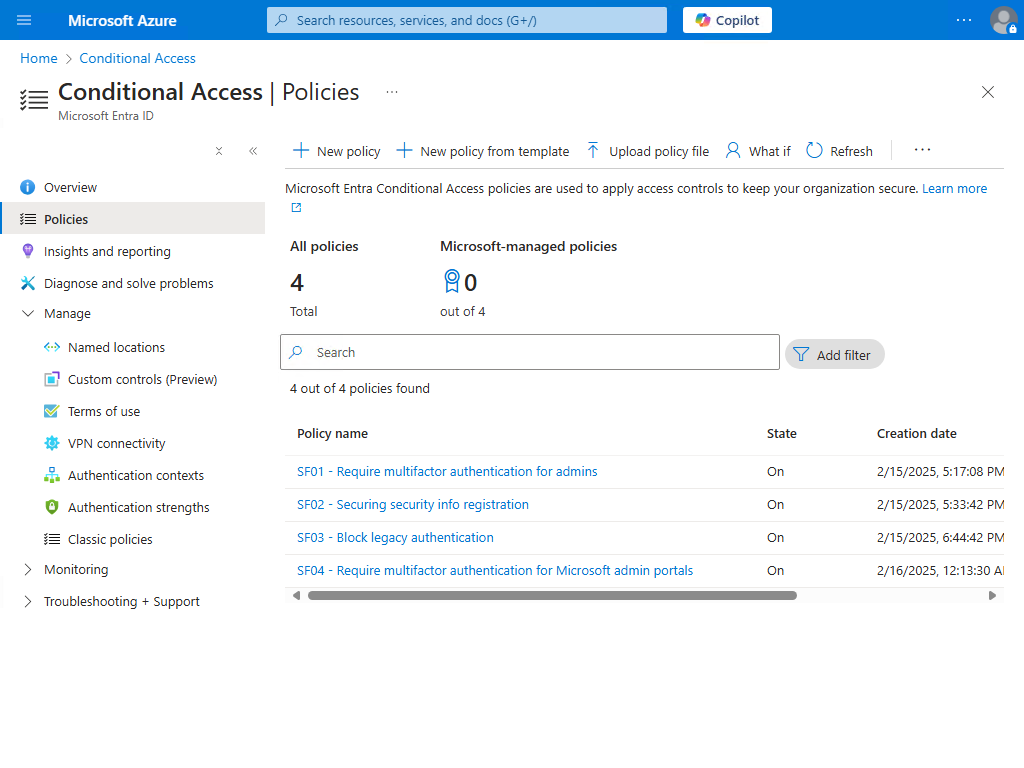 Microsoft Azure
Search resources, services, and docs (G+/)
Copilot
Home > Conditional Access
Conditional Access | Policies
Microsoft Entra ID
Overview
Policies
Insights and reporting
Diagnose and solve problems
Manage
Named locations
Custom controls (Preview)
Terms of use
VPN connectivity
Authentication contexts
Authentication strengths
Classic policies
Monitoring
Troubleshooting + Support
New policy
New policy from template
Upload policy file
What if
Refresh
Microsoft Entra Conditional Access policies are used to apply access controls to keep your organization secure. Learn more
All policies
4
Total
Microsoft-managed policies
0
out of 4
Search
Add filter
4 out of 4 policies found
Policy name State Creation date
SF01 - Require multifactor authentication for admins On 2/15/2025, 5:17:08 PM
SF02 - Securing security info registration On 2/15/2025, 5:33:42 PM
SF03 - Block legacy authentication On 2/15/2025, 6:44:42 PM
SF04 - Require multifactor authentication for Microsoft admin portals On 2/16/2025, 12:13:30 A